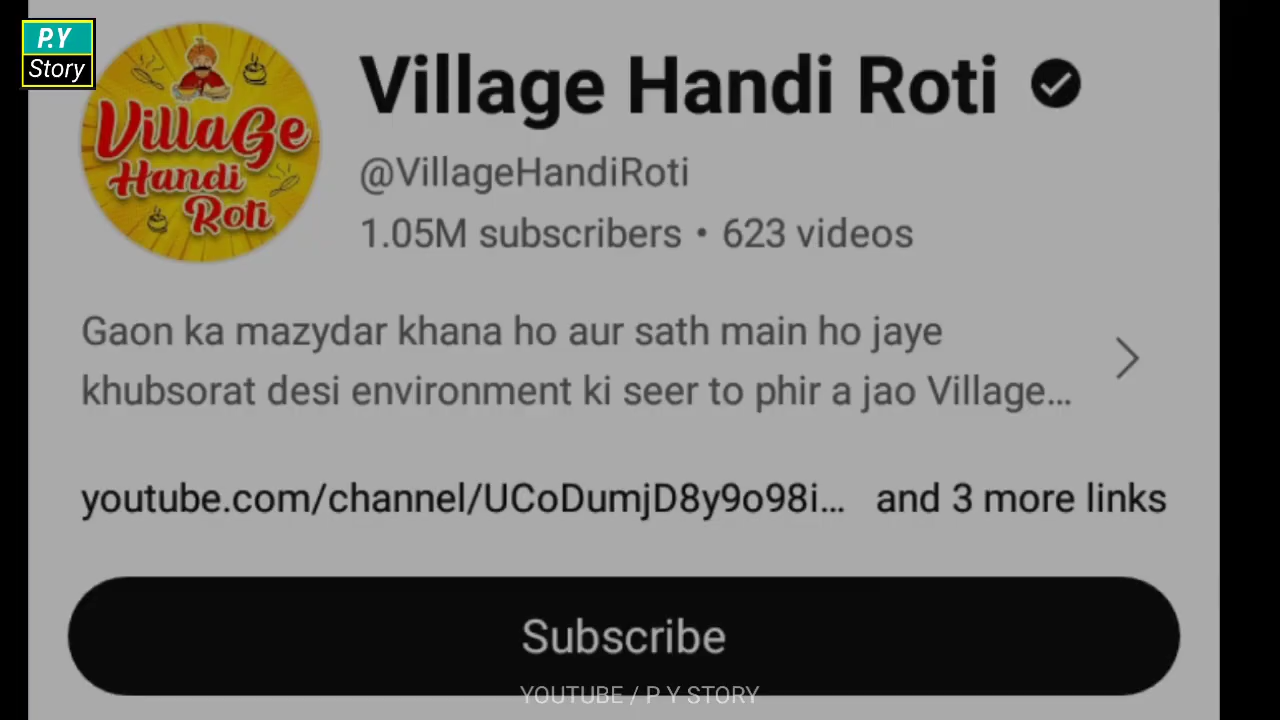 P.Y
Story
VillaGe
Handi
Roti
Village Handi Roti
@VillageHandiRoti
1.05M subscribers • 623 videos
Gaon ka mazydar khana ho aur sath main ho jaye
khubsorat desi environment ki seer to phir a jao Village...
youtube.com/channel/UCoDumjD8y9o98i... and 3 more links
Subscribe
YOUTUBE / P Y STORY